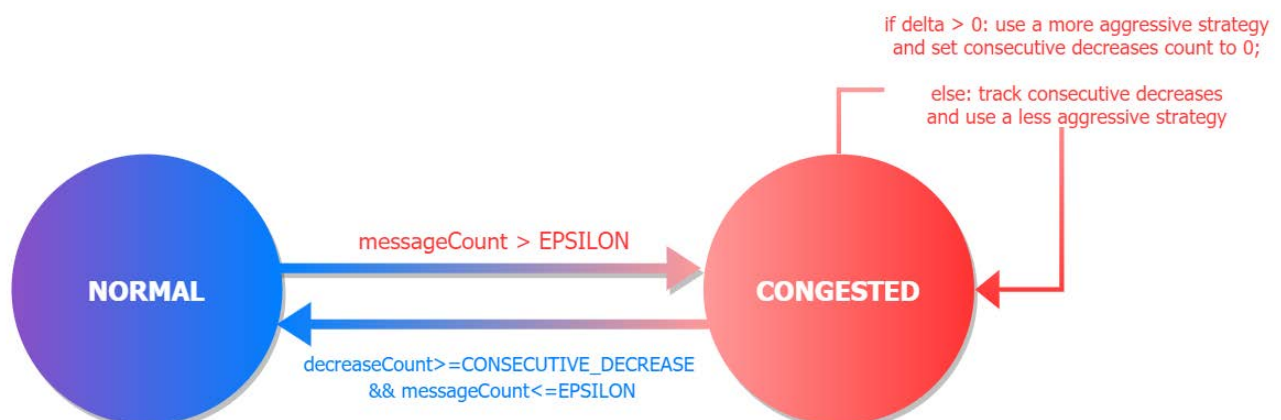 if delta > 0: use a more aggressive strategy
and set consecutive decreases count to 0;
else: track consecutive decreases
and use a less aggressive strategy
messageCount > EPSILON
NORMAL
CONGESTED
decreaseCount>=CONSECUTIVE_DECREASE
&& messageCount<=EPSILON